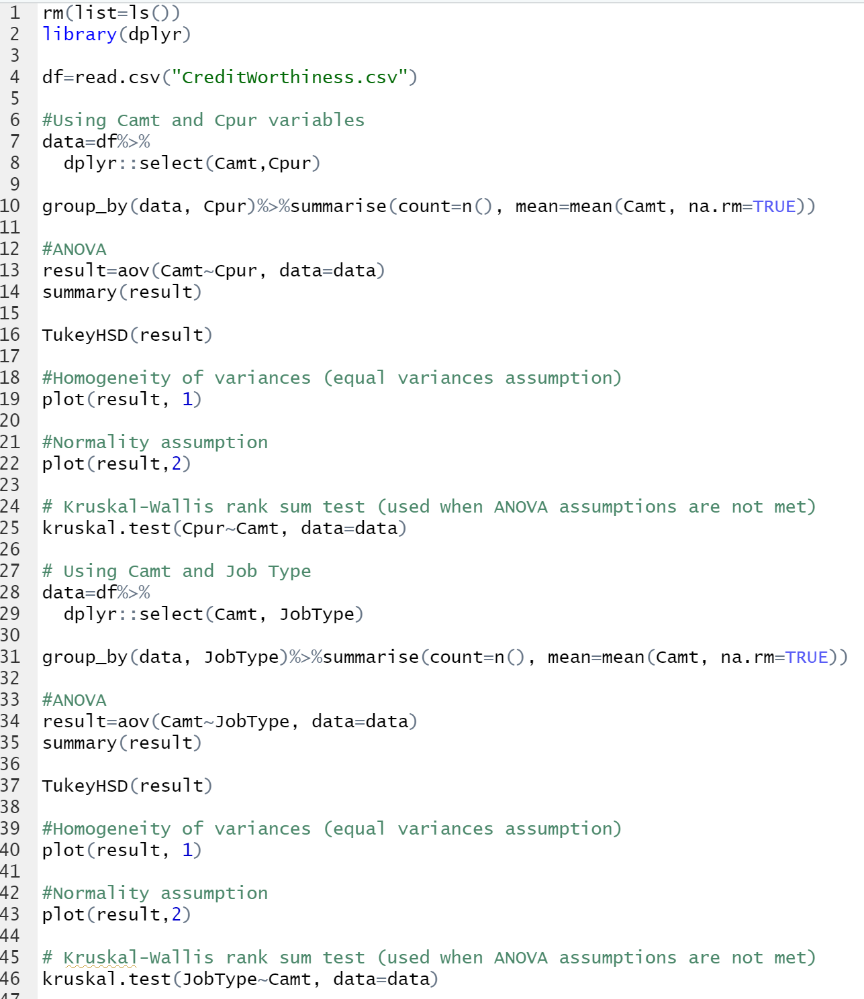 1 rm(list=ls())
2 library(dplyr)
3
4 df=read.csv("CreditWorthiness.csv")
5
6 #Using Camt and Cpur variables
7 data=df%>%
8   dplyr::select(Camt,Cpur)
9
10 group_by(data, Cpur)%>%summarise(count=n(), mean=mean(Camt, na.rm=TRUE))
11
12 #ANOVA
13 result=aov(Camt~Cpur, data=data)
14 summary(result)
15
16 TukeyHSD(result)
17
18 #Homogeneity of variances (equal variances assumption)
19 plot(result, 1)
20
21 #Normality assumption
22 plot(result,2)
23
24 # Kruskal-Wallis rank sum test (used when ANOVA assumptions are not met)
25 kruskal.test(Cpur~Camt, data=data)
26
27 # Using Camt and Job Type
28 data=df%>%
29   dplyr::select(Camt, JobType)
30
31 group_by(data, JobType)%>%summarise(count=n(), mean=mean(Camt, na.rm=TRUE))
32
33 #ANOVA
34 result=aov(Camt~JobType, data=data)
35 summary(result)
36
37 TukeyHSD(result)
38
39 #Homogeneity of variances (equal variances assumption)
40 plot(result, 1)
41
42 #Normality assumption
43 plot(result,2)
44
45 # Kruskal-Wallis rank sum test (used when ANOVA assumptions are not met)
46 kruskal.test(JobType~Camt, data=data)
47